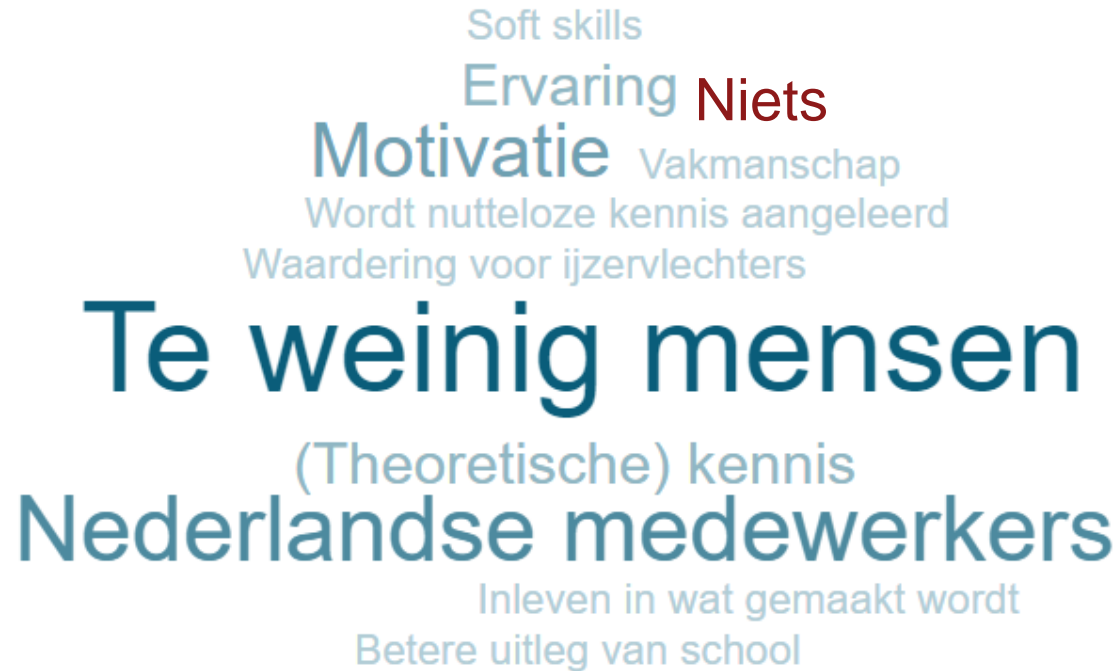 Soft skills
Ervaring Niets
Motivatie Vakmanschap
Wordt nutteloze kennis aangeleerd
Waardering voor ijzervlechters
Te weinig mensen
(Theoretische) kennis
Nederlandse medewerkers
Inleven in wat gemaakt wordt
Betere uitleg van school